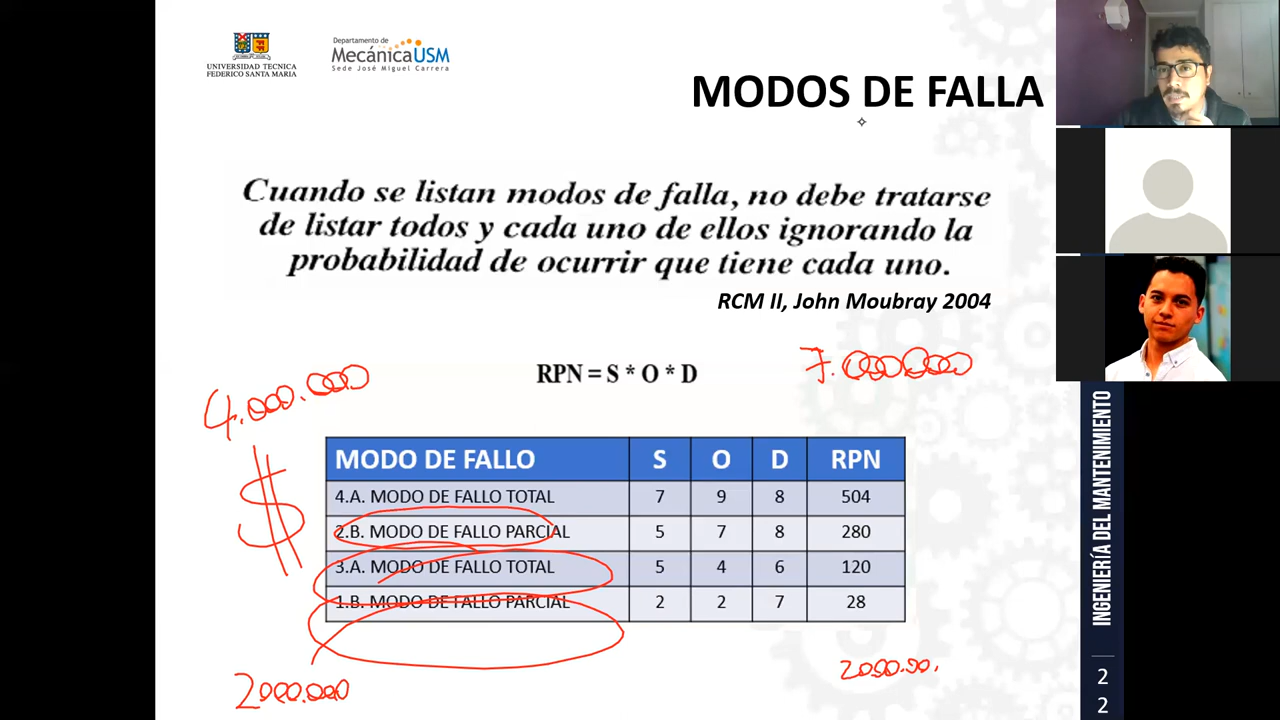 UNIVERSIDAD TECNICA
FEDERICO SANTA MARIA
Departamento de
MecánicaUSM
Sede José Miguel Carrera
MODOS DE FALLA
Cuando se listan modos de falla, no debe tratarse
de listar todos y cada uno de ellos ignorando la
probabilidad de ocurrir que tiene cada uno.
RCM II, John Moubray 2004
4.000.000
RPN = S * O * D
7.000000
$
MODO DE FALLO S O D RPN
4.A. MODO DE FALLO TOTAL 7 9 8 504
2.B. MODO DE FALLO PARCIAL 5 7 8 280
3.A. MODO DE FALLO TOTAL 5 4 6 120
1.B. MODO DE FALLO PARCIAL 2 2 7 28
2000.000
2000.00.
INGENIERÍA DEL MANTENIMIENTO
2
2